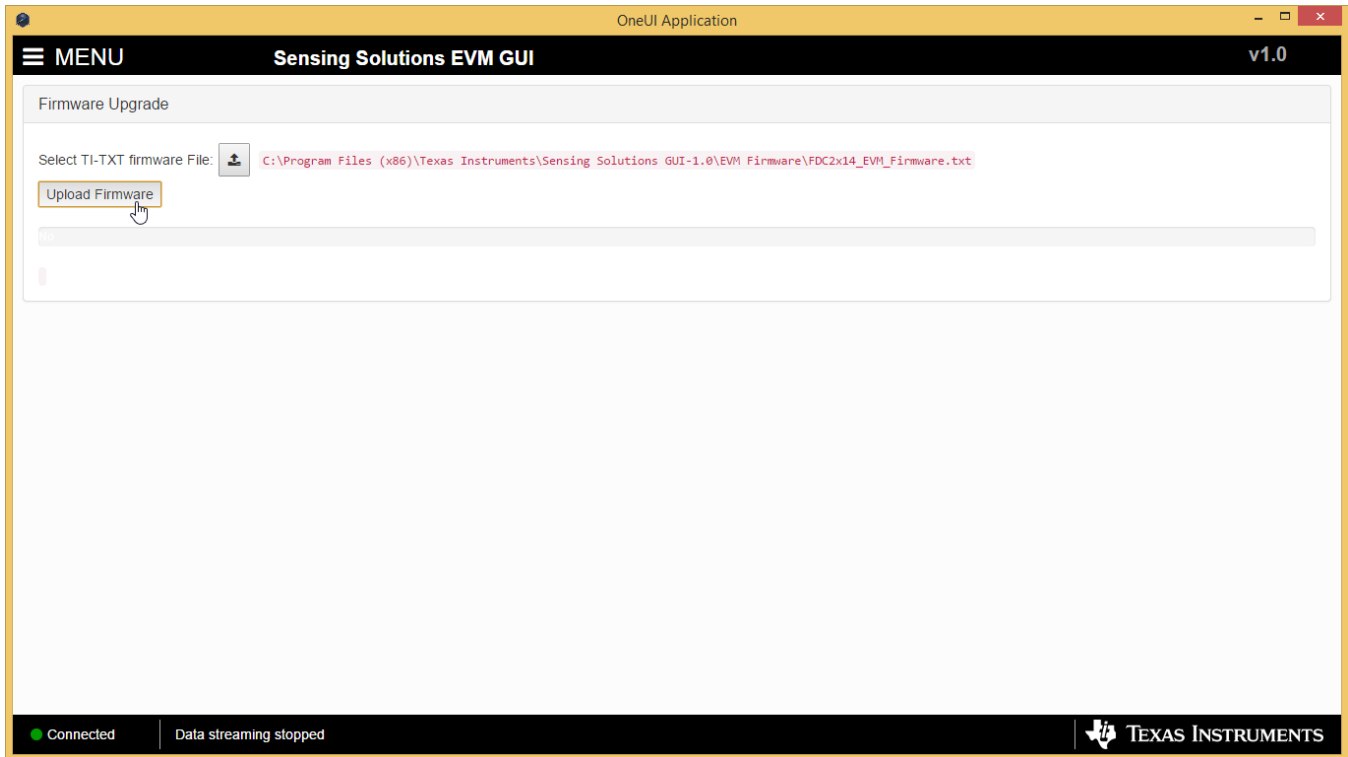 OneUI Application
MENU Sensing Solutions EVM GUI v1.0
Firmware Upgrade
Select TI-TXT firmware File: C:\Program Files (x86)\Texas Instruments\Sensing Solutions GUI-1.0\EVM Firmware\FDC2x14_EVM_Firmware.txt
Upload Firmware
Connected Data streaming stopped TEXAS INSTRUMENTS